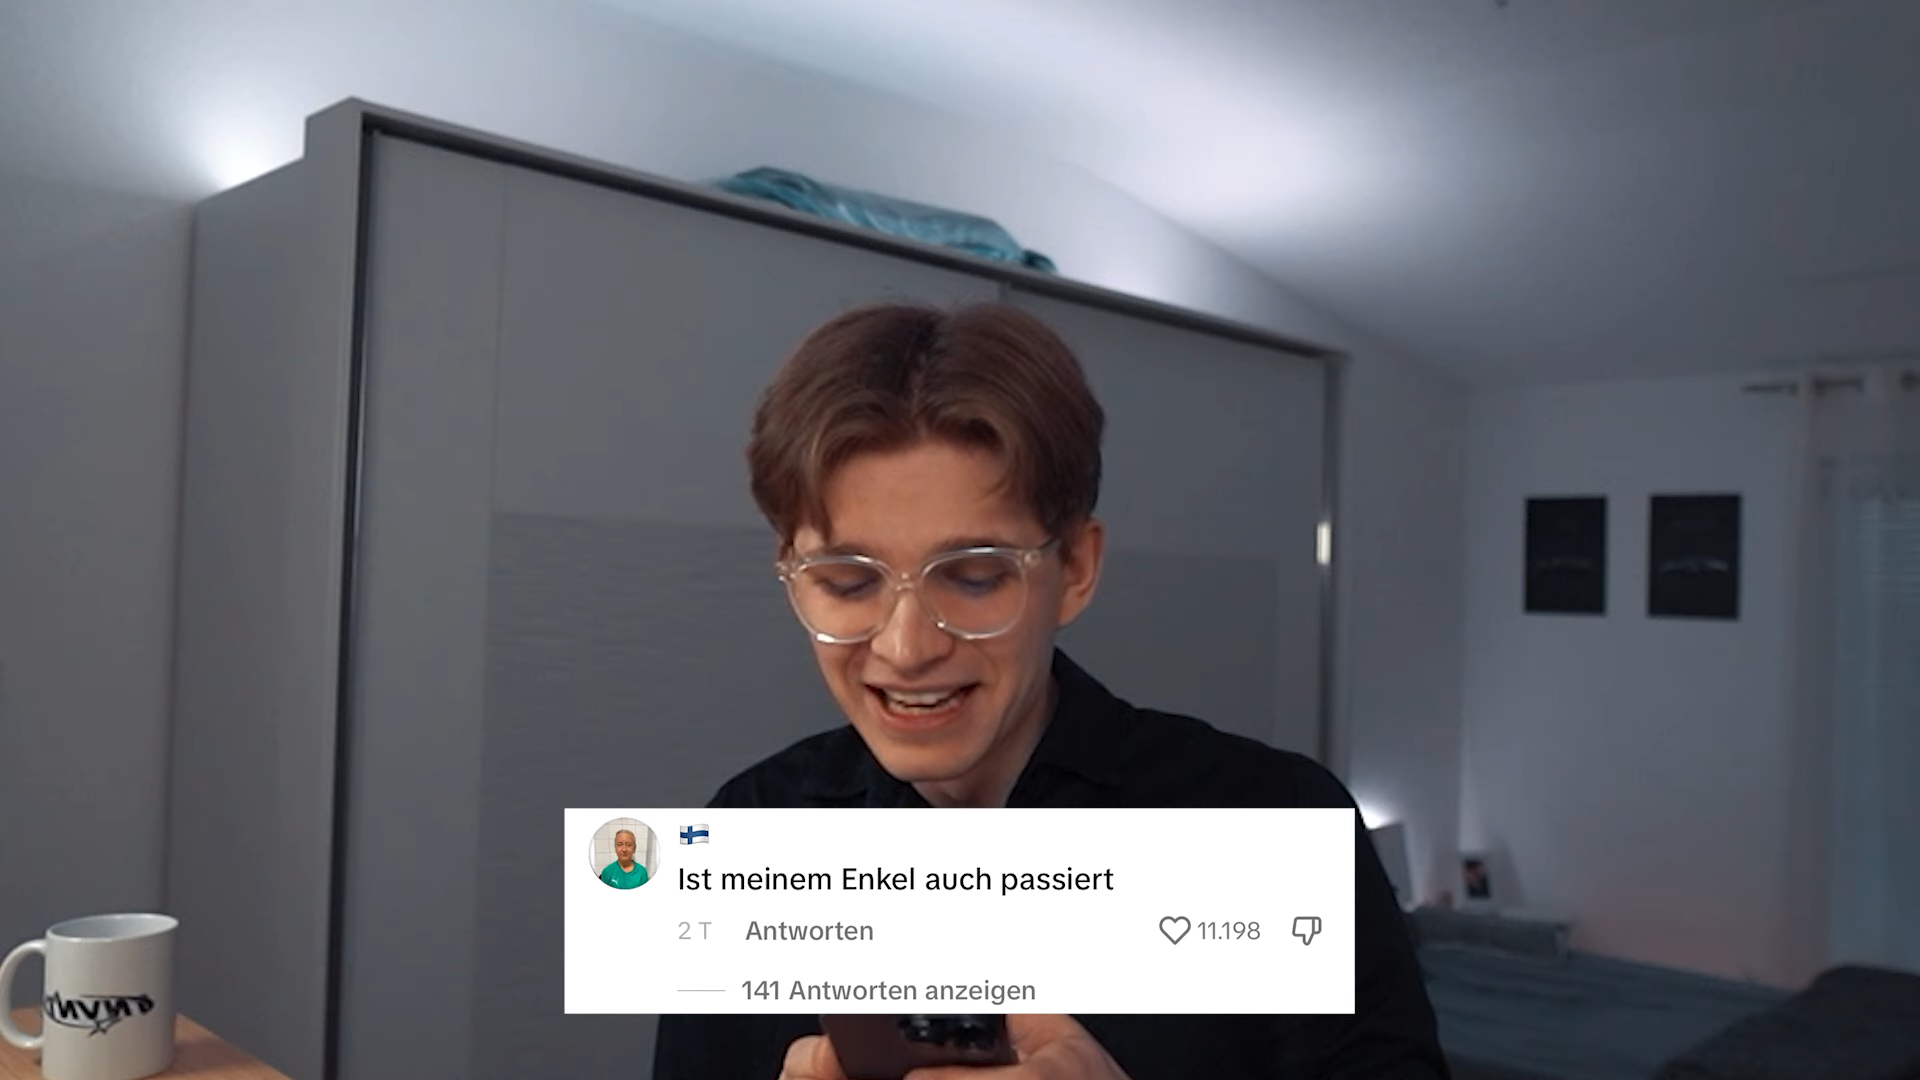 🇫🇮
Ist meinem Enkel auch passiert
2 T Antworten 11.198
141 Antworten anzeigen